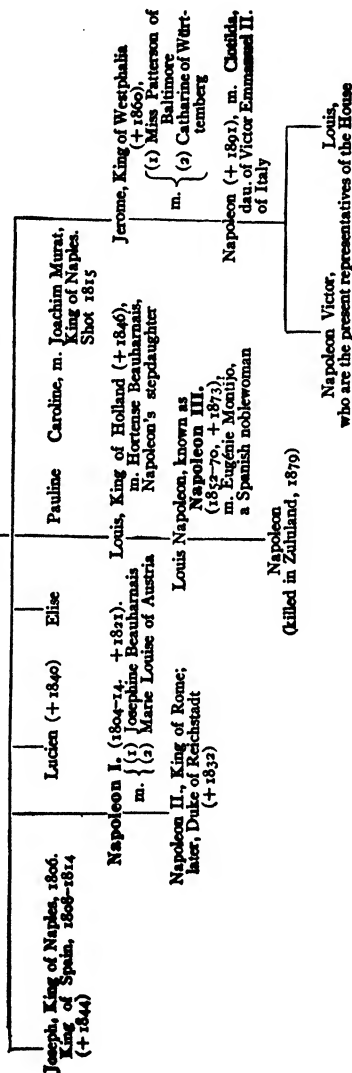 Joseph, King of Naples, 1806.
King of Spain, 1808–1814
(+ 1844)
Lucien (+ 1840)
Elise
Pauline
Caroline, m. Joachim Murat,
King of Naples.
Shot 1815
Napoleon I. (1804–14. + 1821).
m. { (1) Josephine Beauharnais
(2) Marie Louise of Austria
Louis, King of Holland (+ 1846),
m. Hortense Beauharnais,
Napoleon's stepdaughter
Jerome, King of Westphalia
(+ 1860),
m. { (1) Miss Patterson of
Baltimore
(2) Catharine of Würt-
temberg
Napoleon II., King of Rome;
later, Duke of Reichstadt
(+ 1832)
Louis Napoleon, known as
Napoleon III.
(1852–70, + 1873),
m. Eugénie Montijo,
a Spanish noblewoman
Napoleon (+ 1891), m. Clotilda,
dau. of Victor Emmanuel II.
of Italy
Napoleon
(killed in Zululand, 1879)
Napoleon Victor,
Louis,
who are the present representatives of the House